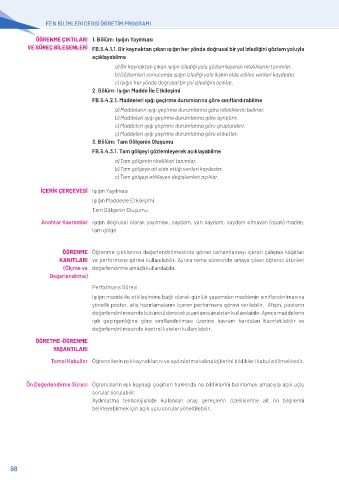 FEN BİLİMLERİ DERSİ ÖĞRETİM PROGRAMI
ÖĞRENME ÇIKTILARI VE SÜREÇ BİLEŞENLERİ
1. Bölüm: Işığın Yayılması
FB.5.4.1.1. Bir kaynaktan çıkan ışığın her yönde doğrusal bir yol izlediğini gözlem yoluyla
açıklayabilme
a) Bir kaynaktan çıkan ışığın izlediği yolu gözlemleyerek niteliklerini tanımlar.
b) Gözlemleri sonucunda ışığın izlediği yola ilişkin elde edilen verileri kaydeder.
c) Işığın her yönde doğrusal bir yol izlediğini açıklar.
2. Bölüm: Işığın Madde İle Etkileşimi
FB.5.4.2.1. Maddeleri ışığı geçirme durumlarına göre sınıflandırabilme
a) Maddelerin ışığı geçirme durumlarına göre niteliklerini belirler.
b) Maddeleri ışığı geçirme durumlarına göre ayrıştırır.
c) Maddeleri ışığı geçirme durumlarına göre gruplandırır.
ç) Maddeleri ışığı geçirme durumlarına göre etiketler.
3. Bölüm: Tam Gölgenin Oluşumu
FB.5.4.3.1. Tam gölgeyi gözlemleyerek açıklayabilme
a) Tam gölgenin nitelikleri tanımlar.
b) Tam gölgeye ait elde ettiği verileri kaydeder.
c) Tam gölgeyi etkileyen değişkenleri açıklar.
İÇERİK ÇERÇEVESİ
Işığın Yayılması
Işığın Maddeyle Etkileşimi
Tam Gölgenin Oluşumu
Anahtar Kavramlar
ışığın doğrusal olarak yayılması, saydam, yarı saydam, saydam olmayan (opak) madde,
tam gölge
ÖĞRENME KANITLARI (Ölçme ve Değerlendirme)
Öğrenme çıktılarının değerlendirilmesinde görsel tamamlamayı içeren çalışma kâğıtları
ve performans görevi kullanılabilir. Ayrıca tema sürecinde ortaya çıkan öğrenci ürünleri
değerlendirme amaçlı kullanılabilir.
Performans Görevi
Işığın madde ile etkileşimine bağlı olarak günlük yaşamdan maddenin sınıflandırılmasına
yönelik poster, afiş hazırlamalarını içeren performans görevi verilebilir. Afişin, posterin
değerlendirilmesinde bütüncül dereceli puanlama anahtarı kullanılabilir. Ayrıca maddelerin
ışık geçirgenliğine göre sınıflandırılması üzerine kavram haritaları hazırlatılabilir ve
değerlendirilmesinde kontrol listeleri kullanılabilir.
ÖĞRETME-ÖĞRENME YAŞANTILARI
Temel Kabuller
Öğrencilerin ışık kaynaklarını ve aydınlatma teknolojilerini bildikleri kabul edilmektedir.
Ön Değerlendirme Süreci
Öğrencilerin ışık kaynağı çeşitleri hakkında ne bildiklerini belirlemek amacıyla açık uçlu
sorular sorulabilir.
Aydınlatma teknolojisinde kullanılan araç gereçlerin özelliklerine ait ön bilgilerini
belirleyebilmek için açık uçlu sorular yöneltilebilir.
98